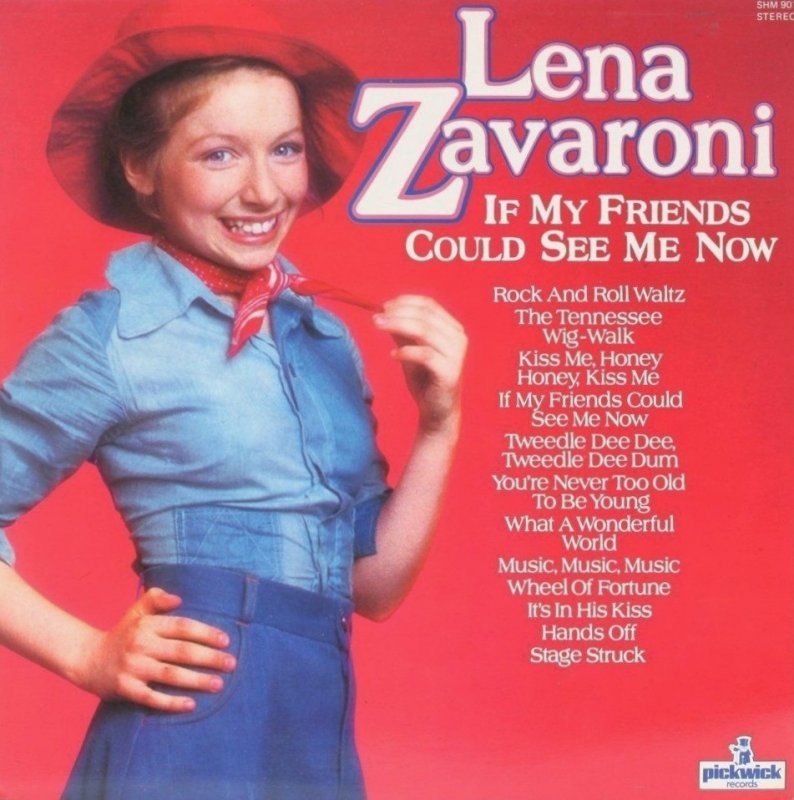 SHM 90
STEREO
Lena
Zavaroni
IF MY FRIENDS
COULD SEE ME NOW
Rock And Roll Waltz
The Tennessee
Wig-Walk
Kiss Me, Honey
Honey, Kiss Me
If My Friends Could
See Me Now
Tweedle Dee Dee,
Tweedle Dee Dum
You're Never Too Old
To Be Young
What A Wonderful
World
Music, Music, Music
Wheel Of Fortune
It's In His Kiss
Hands Off
Stage Struck
pickwick
records